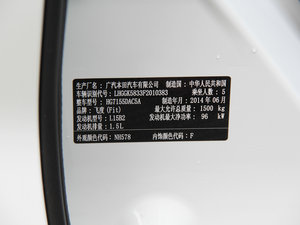 生产厂名：广汽本田汽车有限公司 制造国：中华人民共和国
车辆识别代号：LHGGK5833F2010383 乘坐人数：5
整车型号：HG7155DAC5A 制造年月：2014年06月
品牌：飞度(Fit) 最大允许总质量：1500 kg
发动机型号：L15B2 发动机最大净功率：96 kW
发动机排量：1.5L
外观颜色代码：NH578 内饰颜色代码：F